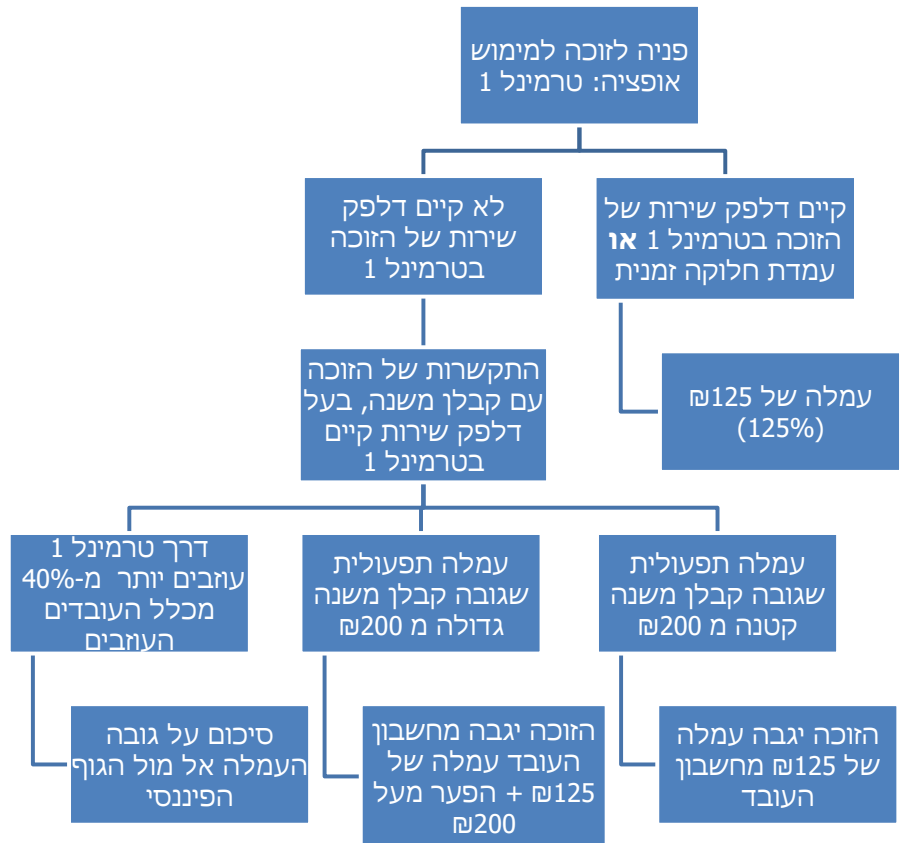 פניה לזוכה למימוש
אופציה: טרמינל 1
קיים דלפק שירות של
הזוכה בטרמינל 1 או
עמדת חלוקה זמנית
לא קיים דלפק
שירות של הזוכה
בטרמינל 1
עמלה של 125₪
(125%)
התקשרות של הזוכה
עם קבלן משנה, בעל
דלפק שירות קיים
בטרמינל 1
עמלה תפעולית
שגובה קבלן משנה
קטנה מ 200₪
עמלה תפעולית
שגובה קבלן משנה
גדולה מ 200₪
דרך טרמינל 1
עוזבים יותר מ-40%
מכלל העובדים
העוזבים
הזוכה יגבה עמלה
של 125₪ מחשבון
העובד
הזוכה יגבה מחשבון
העובד עמלה של
125₪ + הפער מעל
200₪
סיכום על גובה
העמלה אל מול הגוף
הפיננסי